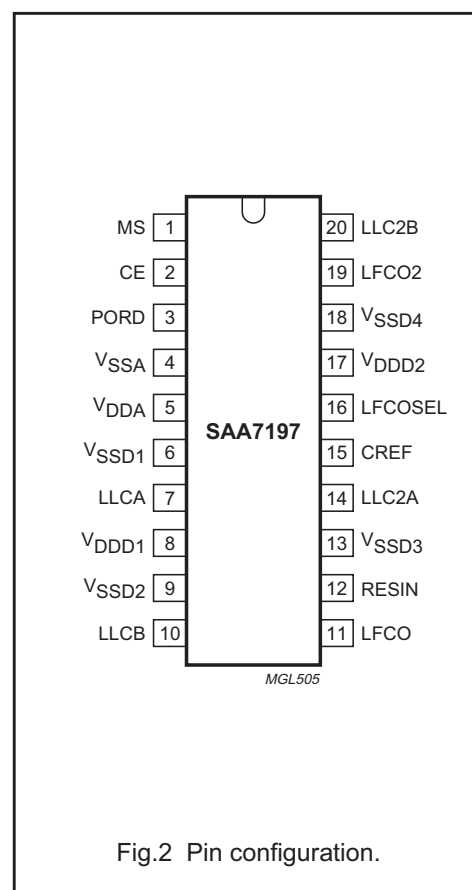 MS 1
CE 2
PORD 3
VSSA 4
VDDA 5
VSSD1 6
LLCA 7
VDDD1 8
VSSD2 9
LLCB 10
SAA7197
20 LLC2B
19 LFCO2
18 VSSD4
17 VDDD2
16 LFCOSEL
15 CREF
14 LLC2A
13 VSSD3
12 RESIN
11 LFCO
MGL505
Fig.2 Pin configuration.